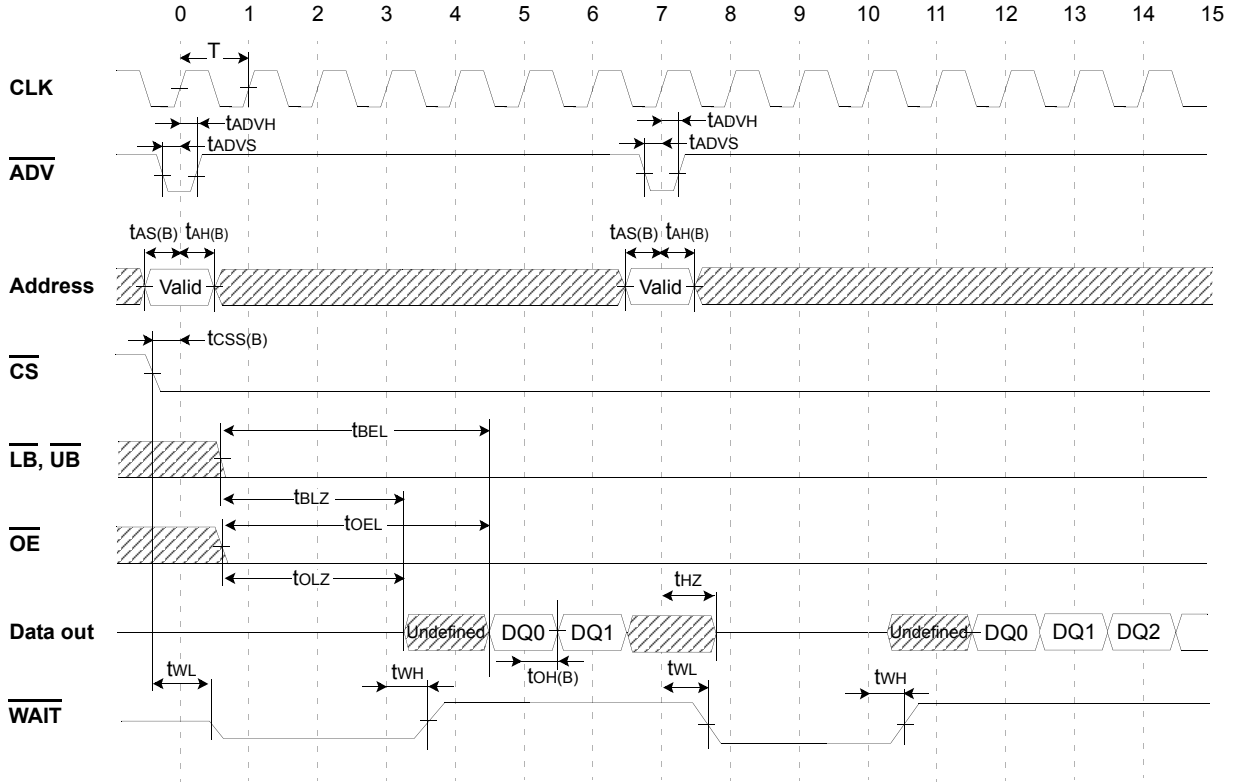 0 1 2 3 4 5 6 7 8 9 10 11 12 13 14 15
T
CLK
tADVH tADVH
tADVS tADVS
ADV
tAS(B) tAH(B) tAS(B) tAH(B)
Address Valid Valid
tCSS(B)
CS
tBEL
LB, UB
tBLZ
tOEL
OE
tOLZ tHZ
Data out Undefined DQ0 DQ1 Undefined DQ0 DQ1 DQ2
tWL tWH tOH(B) tWL tWH
WAIT